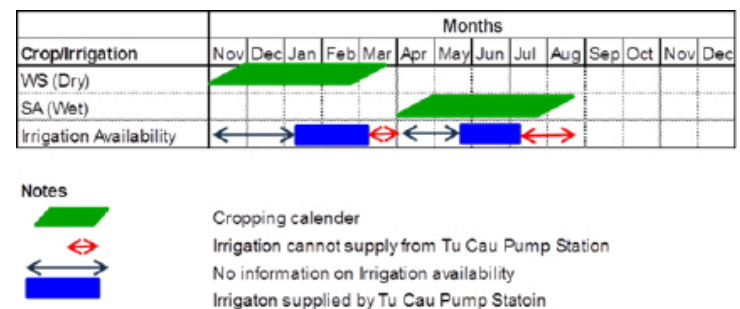 Months
Crop/Irrigation Nov Dec Jan Feb Mar Apr May Jun Jul Aug Sep Oct Nov Dec
WS (Dry)
SA (Wet)
Irrigation Availability
Notes
Cropping calender
Irrigation cannot supply from Tu Cau Pump Station
No information on Irrigation availability
Irrigaton supplied by Tu Cau Pump Statoin